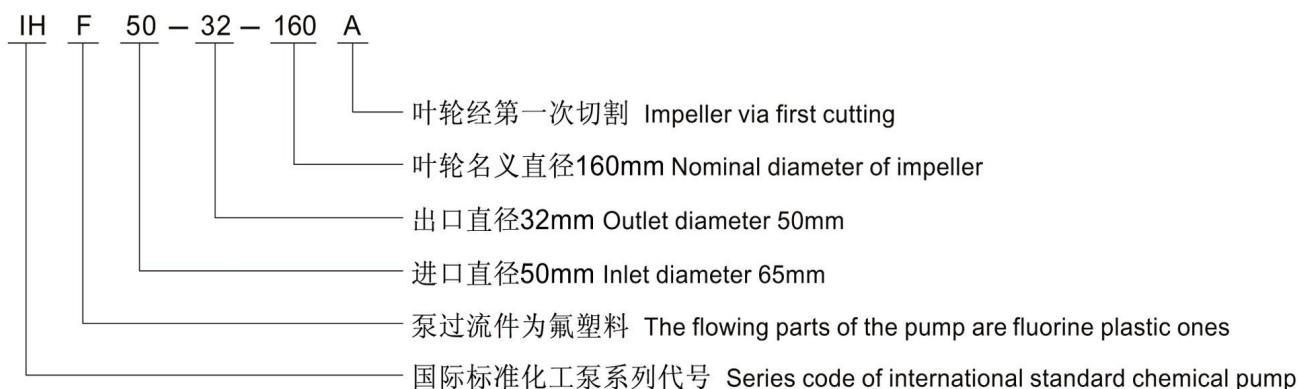 IH F 50 – 32 – 160 A
叶轮经第一次切割 Impeller via first cutting
叶轮名义直径160mm Nominal diameter of impeller
出口直径32mm Outlet diameter 50mm
进口直径50mm Inlet diameter 65mm
泵过流件为氟塑料 The flowing parts of the pump are fluorine plastic ones
国际标准化工泵系列代号 Series code of international standard chemical pump